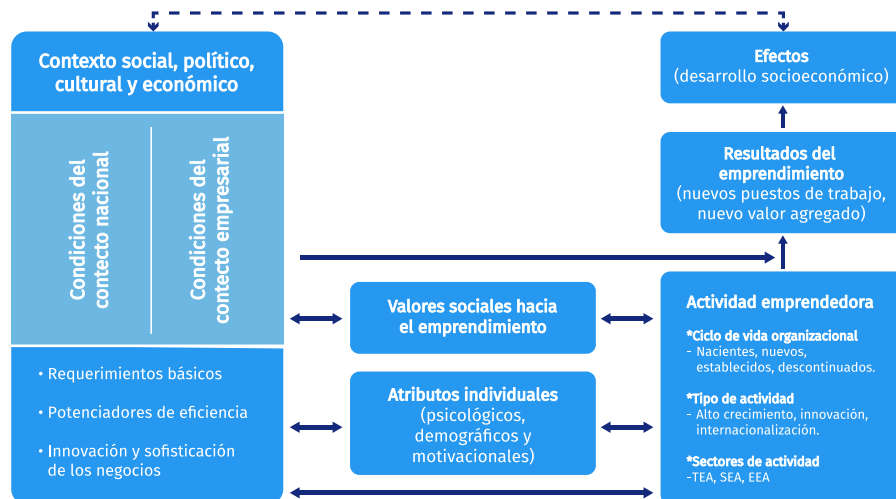 Contexto social, político,
cultural y económico
Condiciones del
contecto nacional
Condiciones del
contecto empresarial
• Requerimientos básicos
• Potenciadores de eficiencia
• Innovación y sofisticación
de los negocios
Valores sociales hacia
el emprendimiento
Atributos individuales
(psicológicos,
demográficos y
motivacionales)
Efectos
(desarrollo socioeconómico)
Resultados del
emprendimiento
(nuevos puestos de trabajo,
nuevo valor agregado)
Actividad emprendedora
*Ciclo de vida organizacional
- Nacientes, nuevos,
establecidos, descontinuados.
*Tipo de actividad
- Alto crecimiento, innovación,
internacionalización.
*Sectores de actividad
-TEA, SEA, EEA